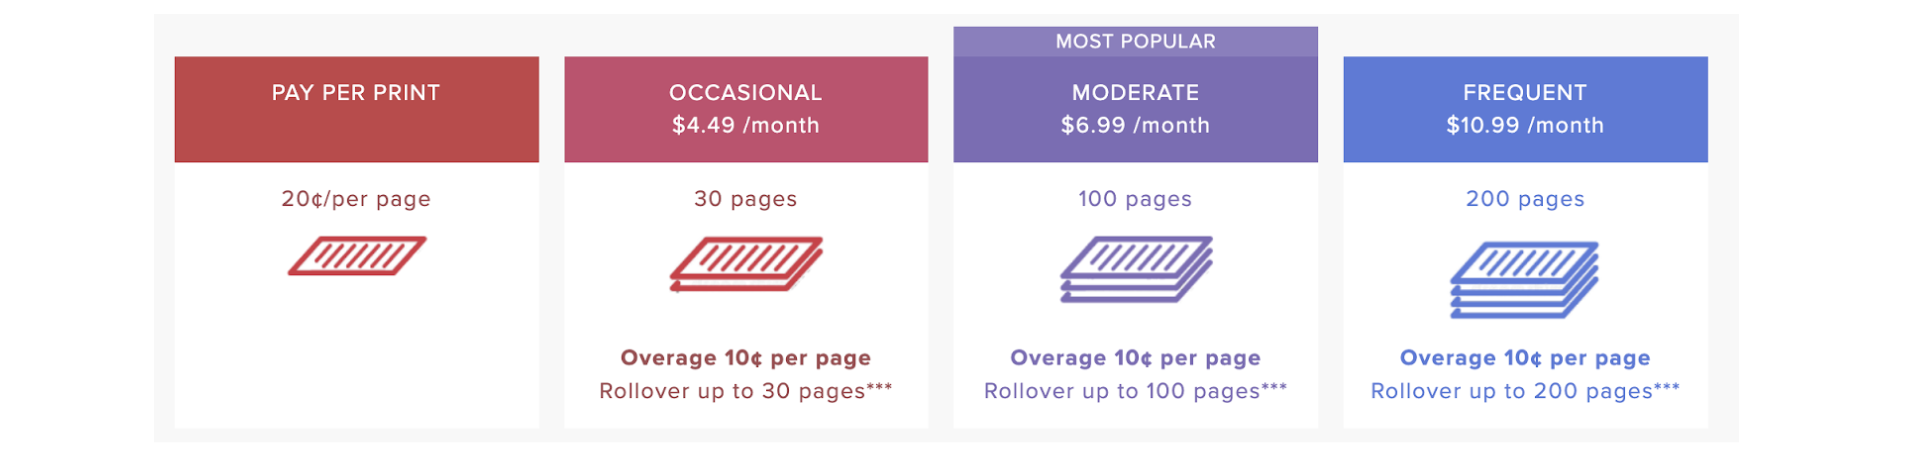 PAY PER PRINT
20¢/per page
OCCASIONAL
$4.49 /month
30 pages
Overage 10¢ per page
Rollover up to 30 pages***
MOST POPULAR
MODERATE
$6.99 /month
100 pages
Overage 10¢ per page
Rollover up to 100 pages***
FREQUENT
$10.99 /month
200 pages
Overage 10¢ per page
Rollover up to 200 pages***